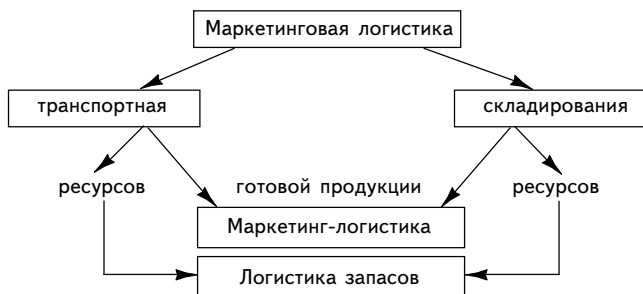 Маркетинговая логистика
транспортная
складирования
ресурсов
готовой продукции
ресурсов
Маркетинг-логистика
Логистика запасов